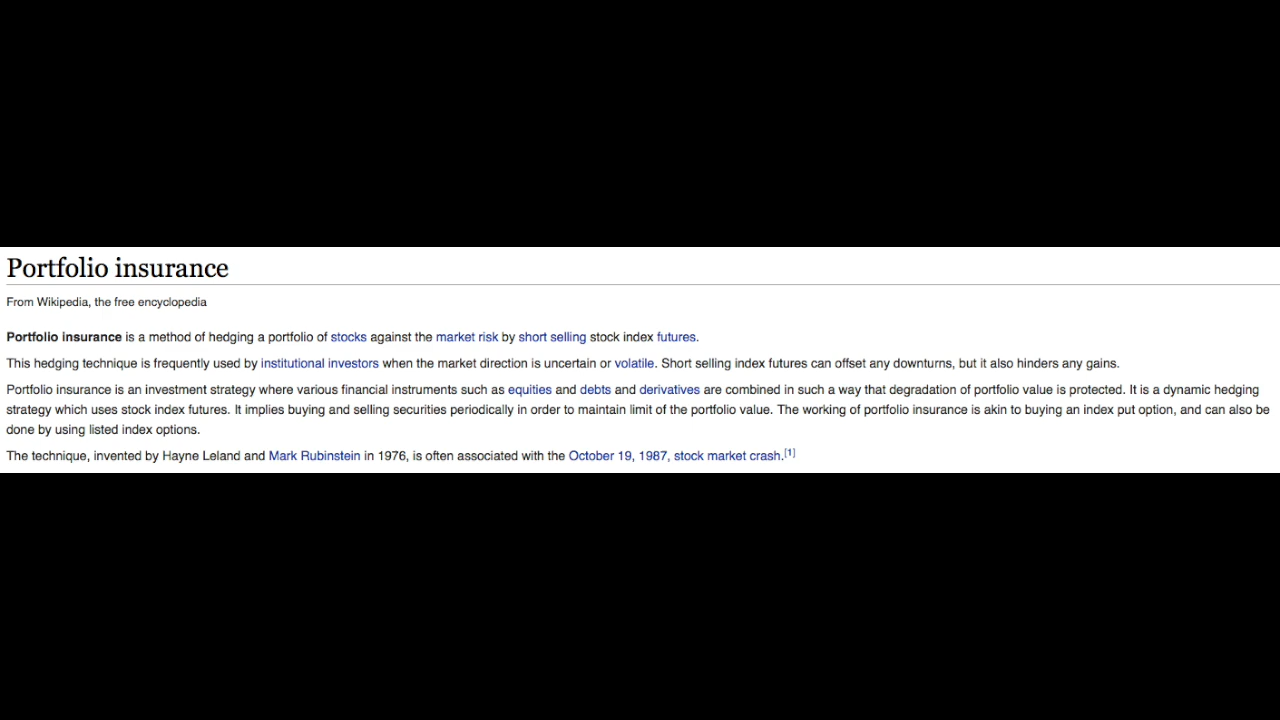 Portfolio insurance
From Wikipedia, the free encyclopedia
Portfolio insurance is a method of hedging a portfolio of stocks against the market risk by short selling stock index futures.
This hedging technique is frequently used by institutional investors when the market direction is uncertain or volatile. Short selling index futures can offset any downturns, but it also hinders any gains.
Portfolio insurance is an investment strategy where various financial instruments such as equities and debts and derivatives are combined in such a way that degradation of portfolio value is protected. It is a dynamic hedging
strategy which uses stock index futures. It implies buying and selling securities periodically in order to maintain limit of the portfolio value. The working of portfolio insurance is akin to buying an index put option, and can also be
done by using listed index options.
The technique, invented by Hayne Leland and Mark Rubinstein in 1976, is often associated with the October 19, 1987, stock market crash.[1]